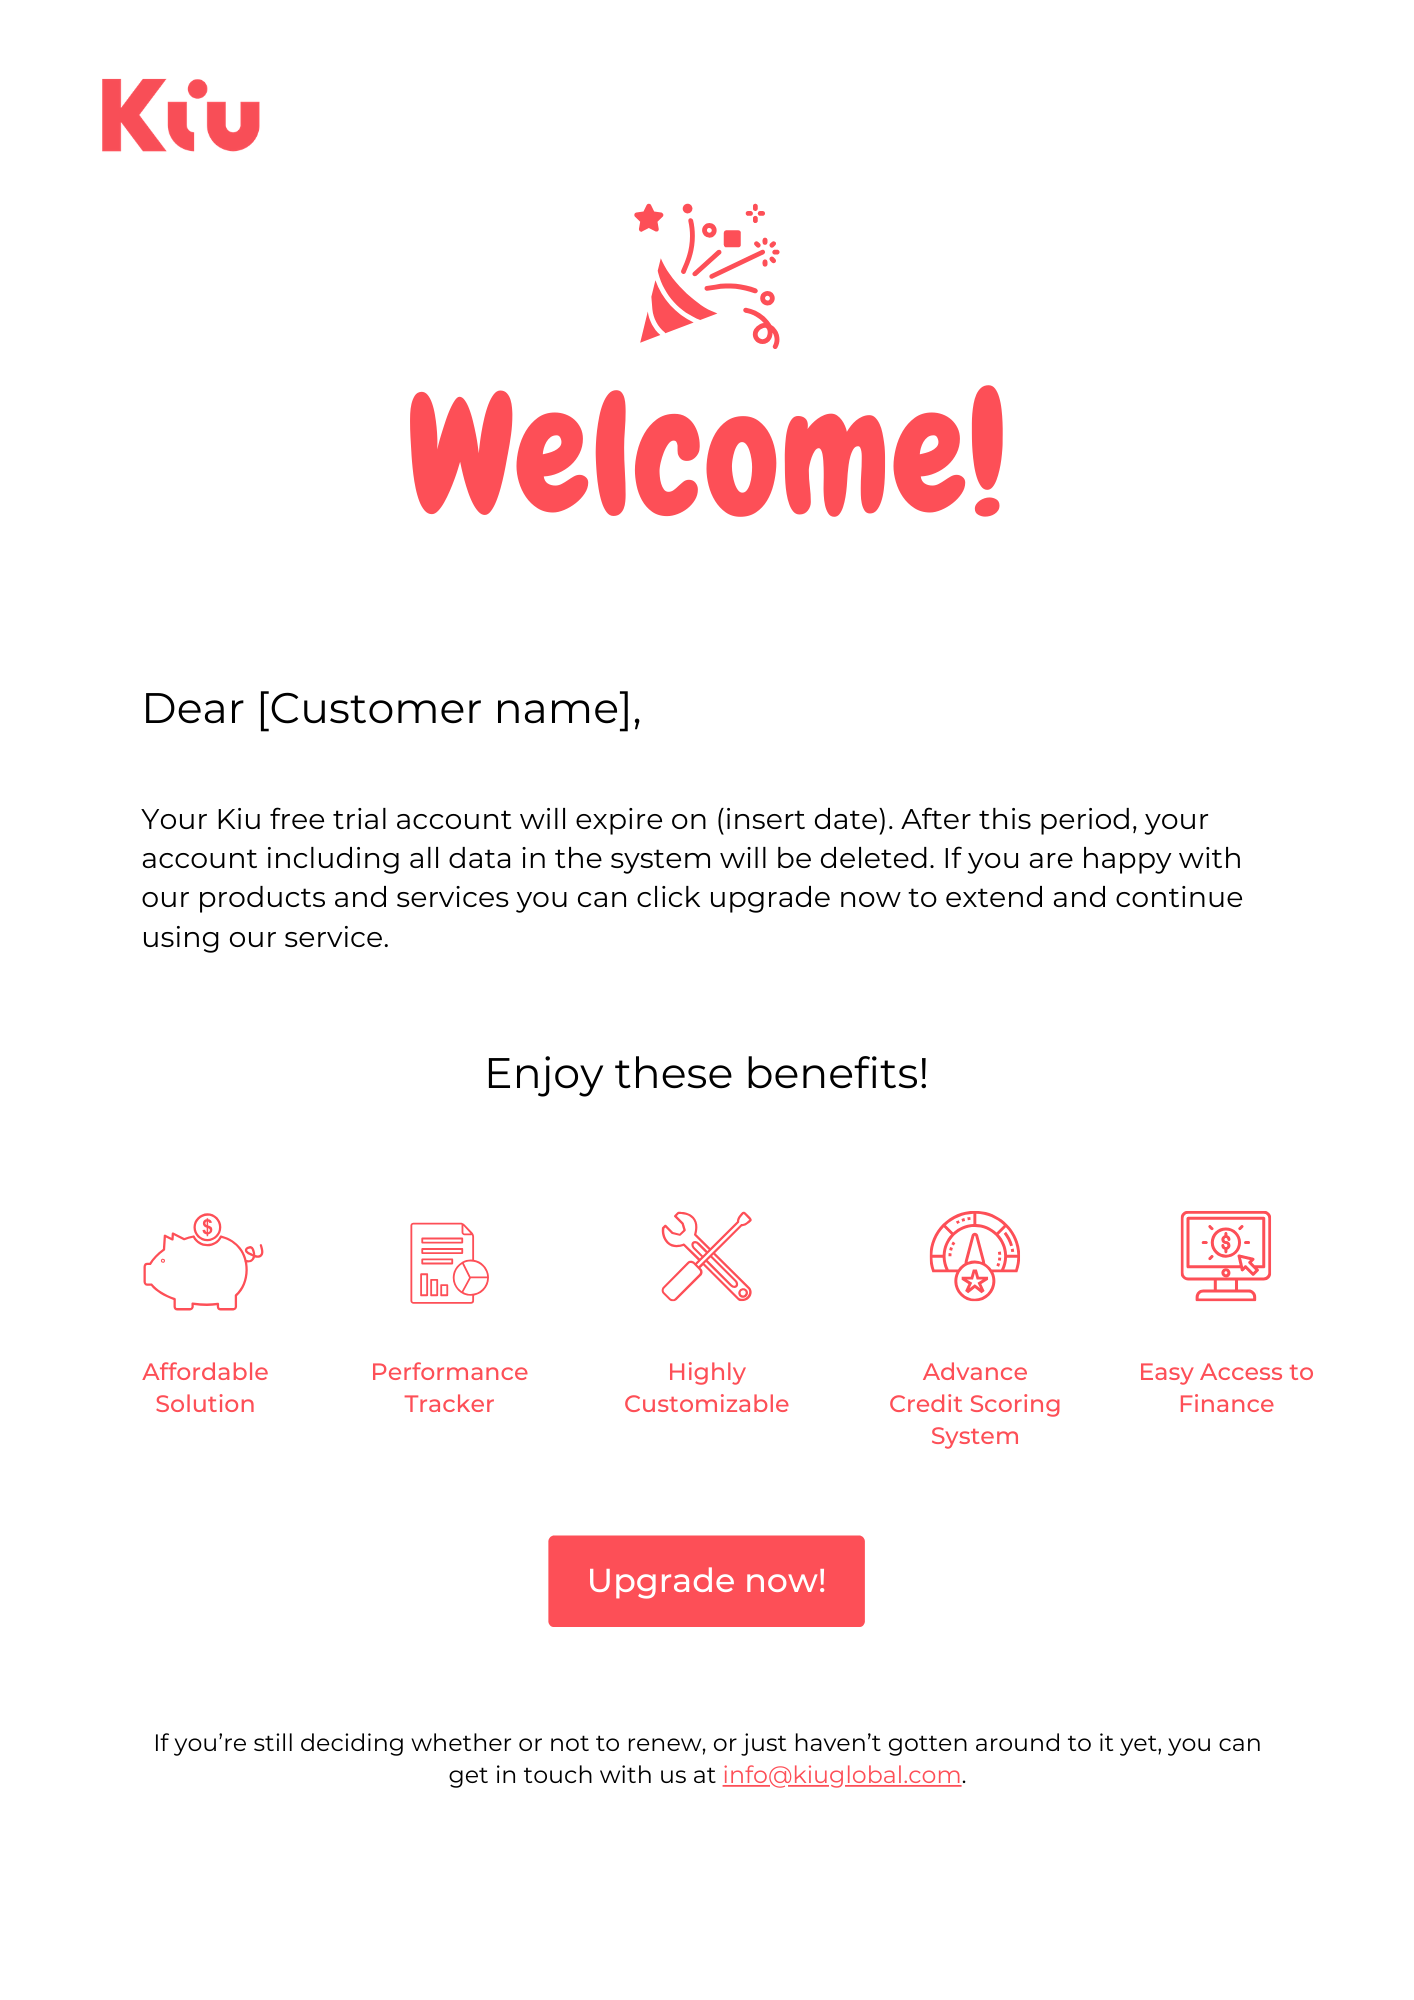 Kiu
Welcome!
Dear [Customer name],
Your Kiu free trial account will expire on (insert date). After this period, your
account including all data in the system will be deleted. If you are happy with
our products and services you can click upgrade now to extend and continue
using our service.
Enjoy these benefits!
Affordable
Solution
Performance
Tracker
Highly
Customizable
Advance
Credit Scoring
System
Easy Access to
Finance
Upgrade now!
If you’re still deciding whether or not to renew, or just haven’t gotten around to it yet, you can
get in touch with us at info@kiuglobal.com.